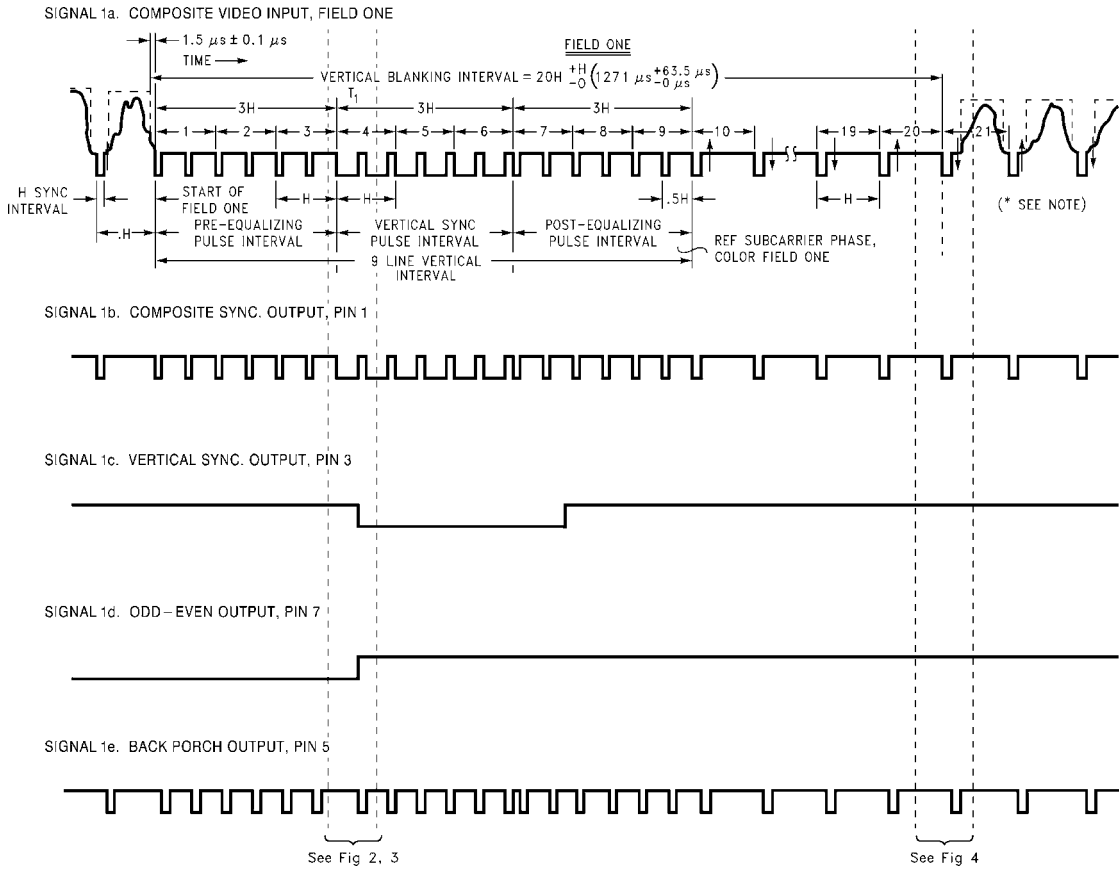 SIGNAL 1a. COMPOSITE VIDEO INPUT, FIELD ONE
1.5 µs ± 0.1 µs
TIME
FIELD ONE
VERTICAL BLANKING INTERVAL = 20H +H -0 (1271 µs +63.5 µs -0 µs)
T1
3H 3H 3H
1 2 3 4 5 6 7 8 9 10 19 20 21
H SYNC INTERVAL
START OF FIELD ONE
H H .5H H
(* SEE NOTE)
.H
PRE-EQUALIZING PULSE INTERVAL
VERTICAL SYNC PULSE INTERVAL
POST-EQUALIZING PULSE INTERVAL
REF SUBCARRIER PHASE, COLOR FIELD ONE
9 LINE VERTICAL INTERVAL
SIGNAL 1b. COMPOSITE SYNC. OUTPUT, PIN 1
SIGNAL 1c. VERTICAL SYNC. OUTPUT, PIN 3
SIGNAL 1d. ODD–EVEN OUTPUT, PIN 7
SIGNAL 1e. BACK PORCH OUTPUT, PIN 5
See Fig 2, 3
See Fig 4